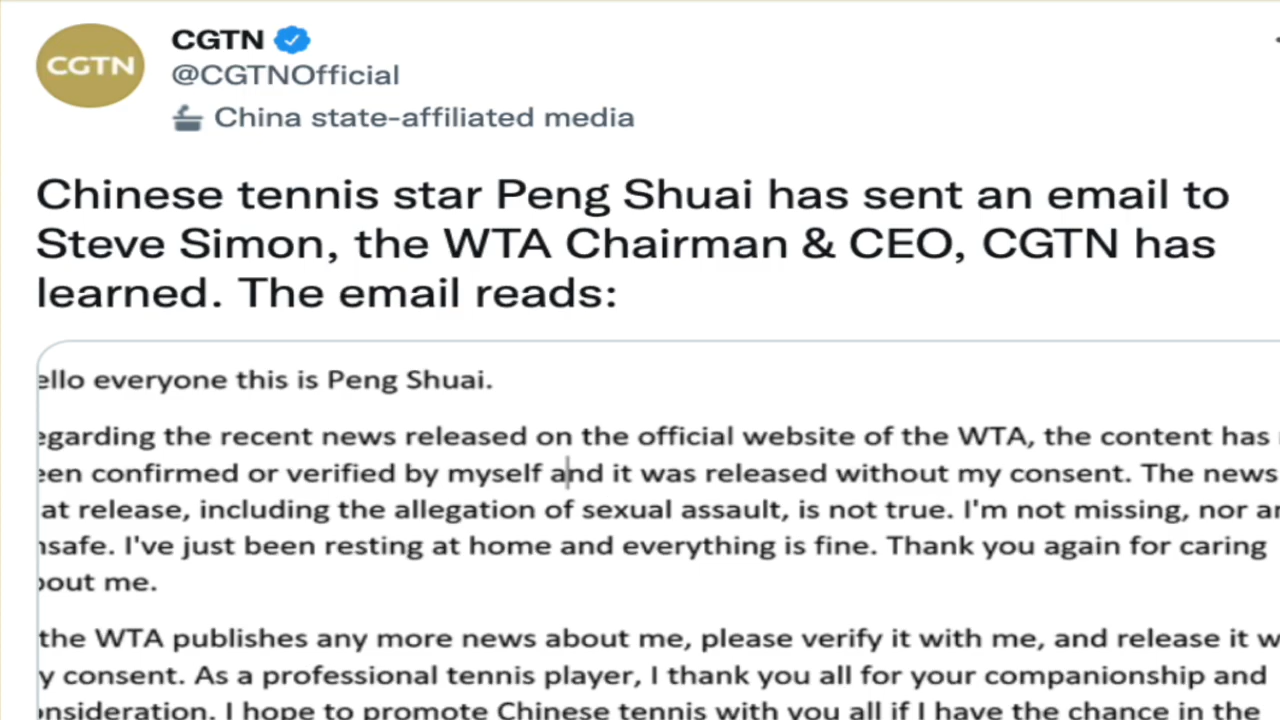 CGTN
CGTN
@CGTNOfficial
China state-affiliated media
Chinese tennis star Peng Shuai has sent an email to
Steve Simon, the WTA Chairman & CEO, CGTN has
learned. The email reads:
ello everyone this is Peng Shuai.
egarding the recent news released on the official website of the WTA, the content has
een confirmed or verified by myself and it was released without my consent. The news
at release, including the allegation of sexual assault, is not true. I'm not missing, nor a
nsafe. I've just been resting at home and everything is fine. Thank you again for caring
bout me.
the WTA publishes any more news about me, please verify it with me, and release it w
y consent. As a professional tennis player, I thank you all for your companionship and
onsideration. I hope to promote Chinese tennis with you all if I have the chance in the